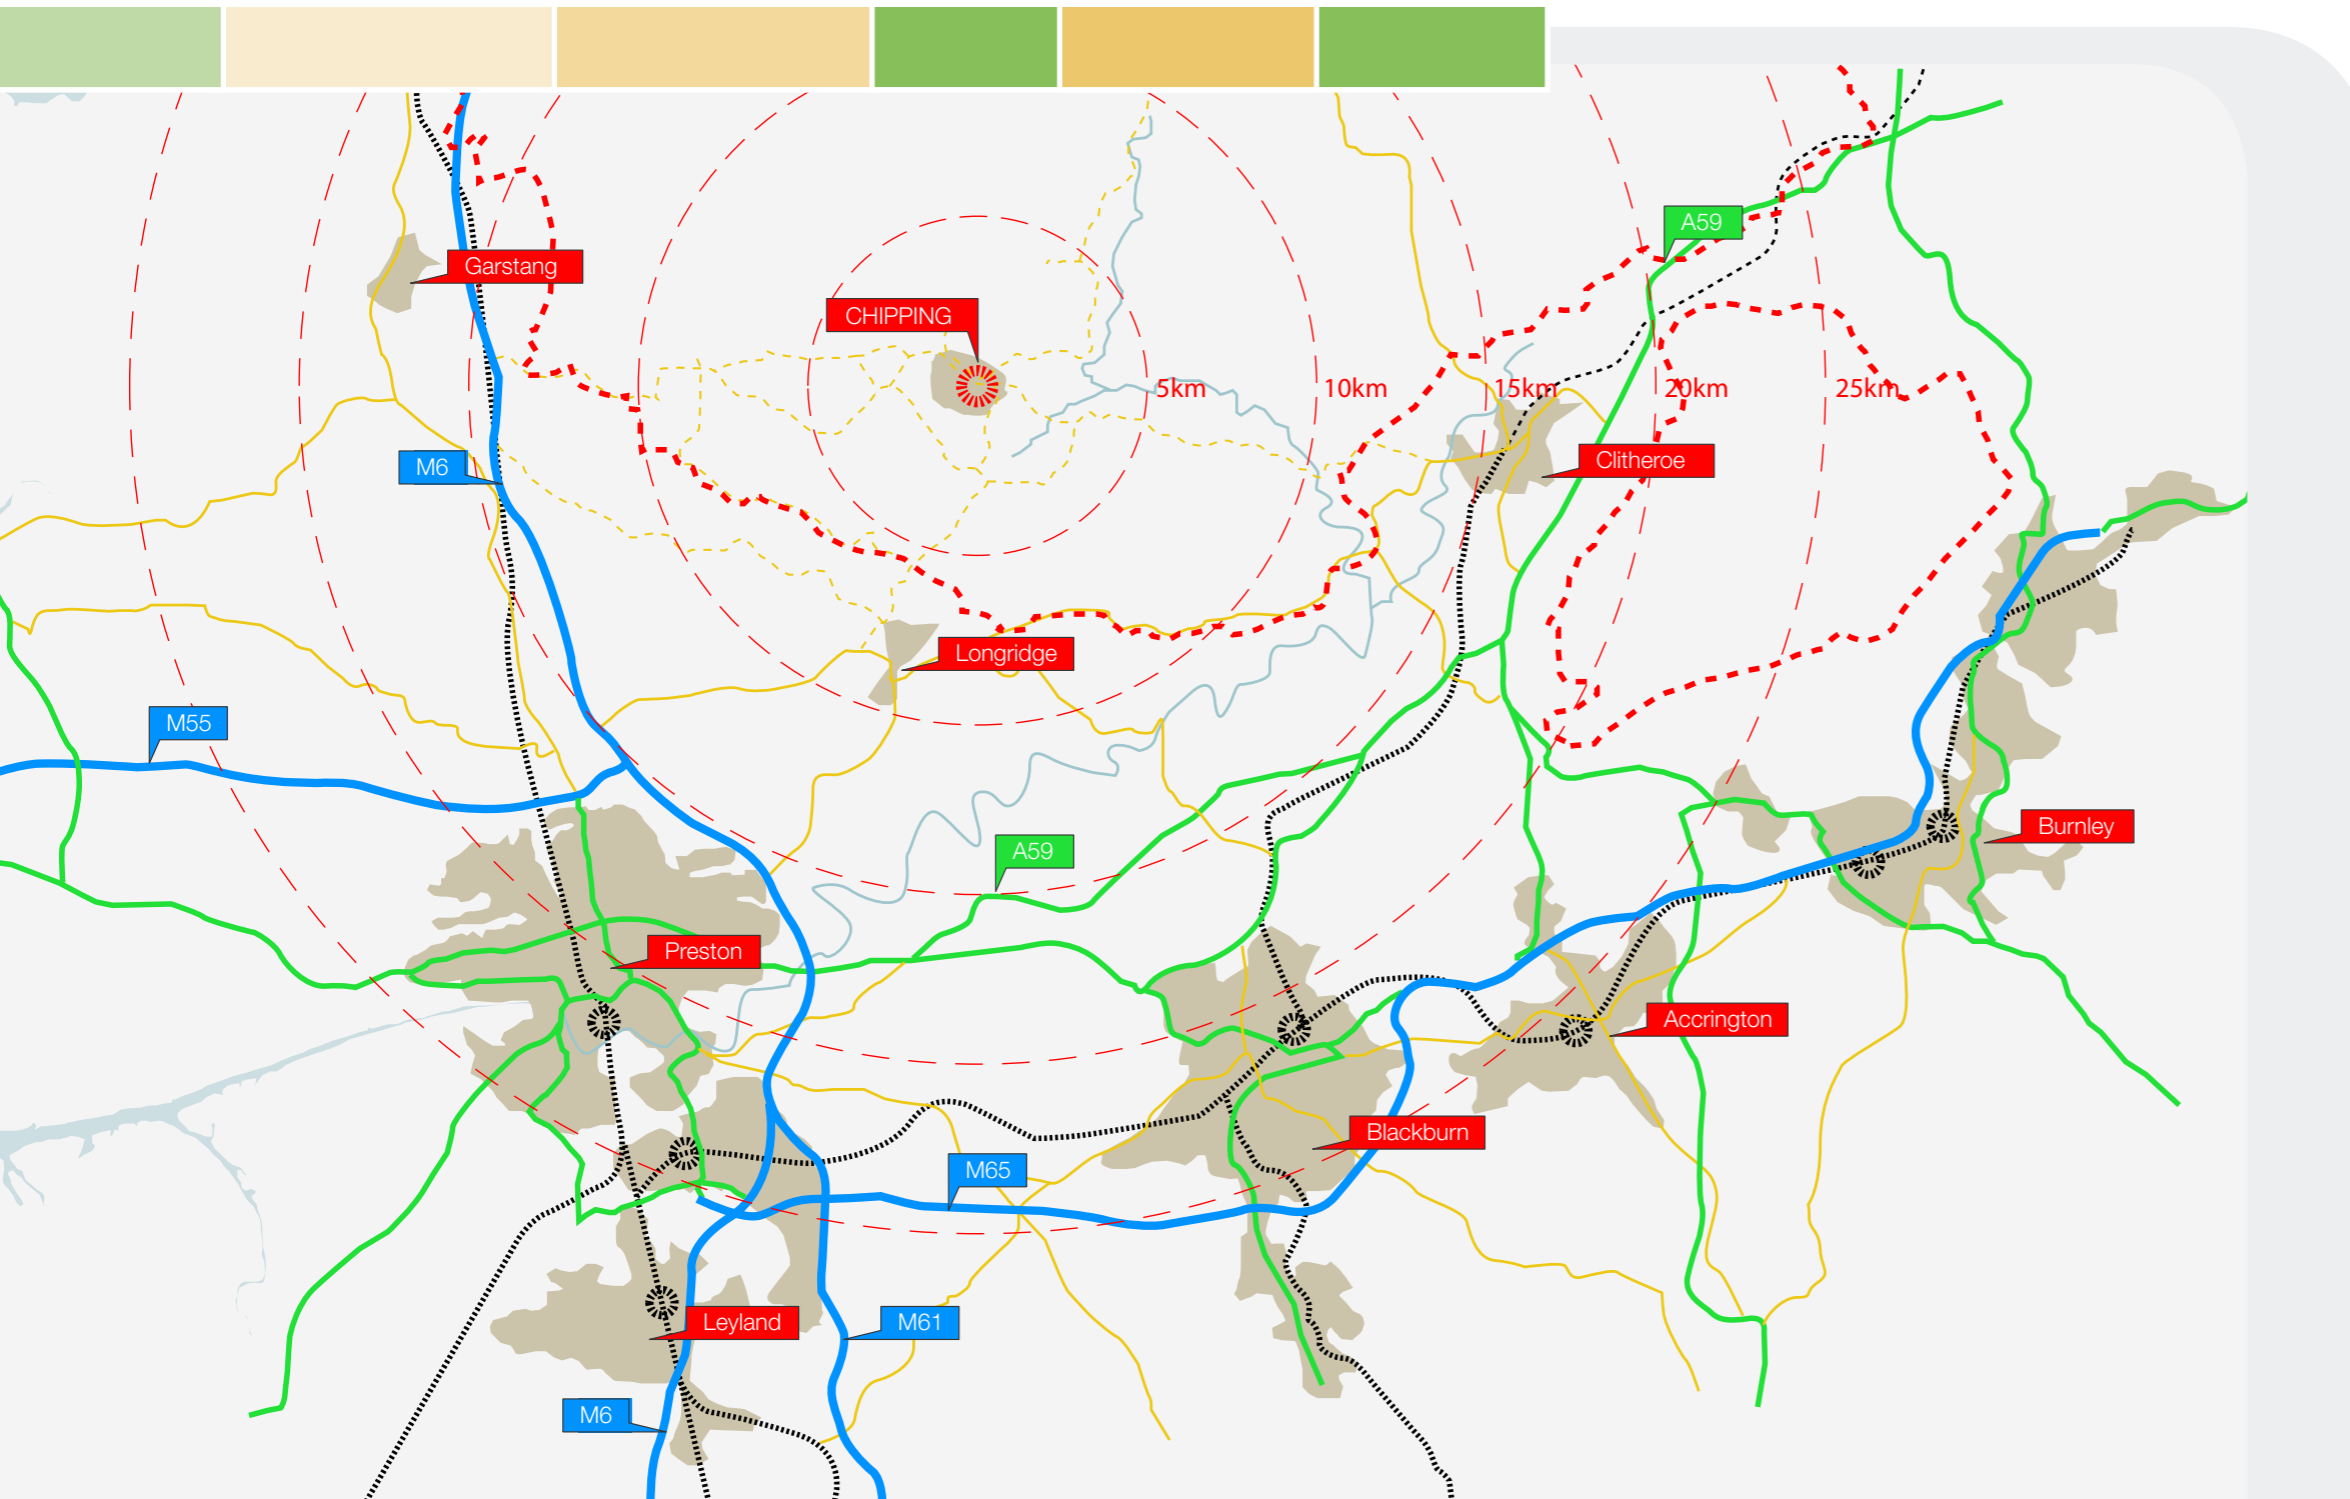 A59
Garstang
CHIPPING
5km
10km
15km
20km
25km
M6
Clitheroe
Longridge
M55
Burnley
A59
Preston
Accrington
Blackburn
M65
Leyland
M61
M6